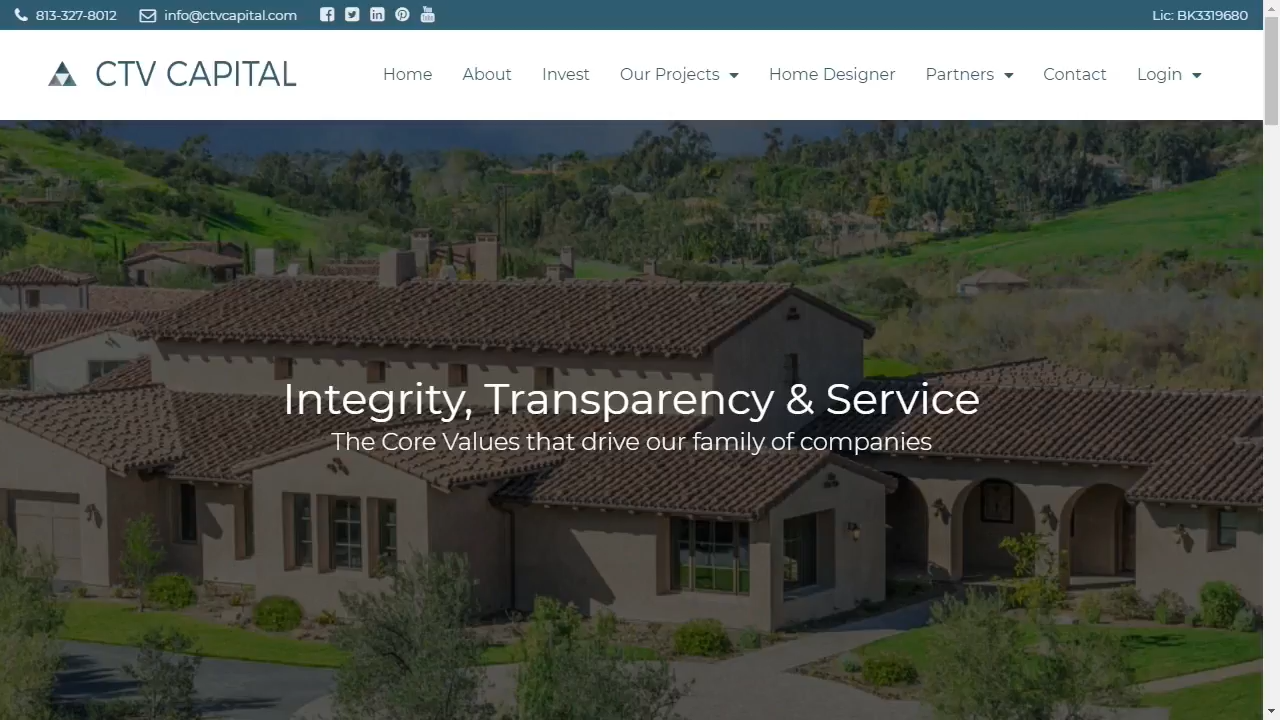 813-327-8012 info@ctvcapital.com Lic: BK3319680
CTV CAPITAL Home About Invest Our Projects Home Designer Partners Contact Login
Integrity, Transparency & Service
The Core Values that drive our family of companies